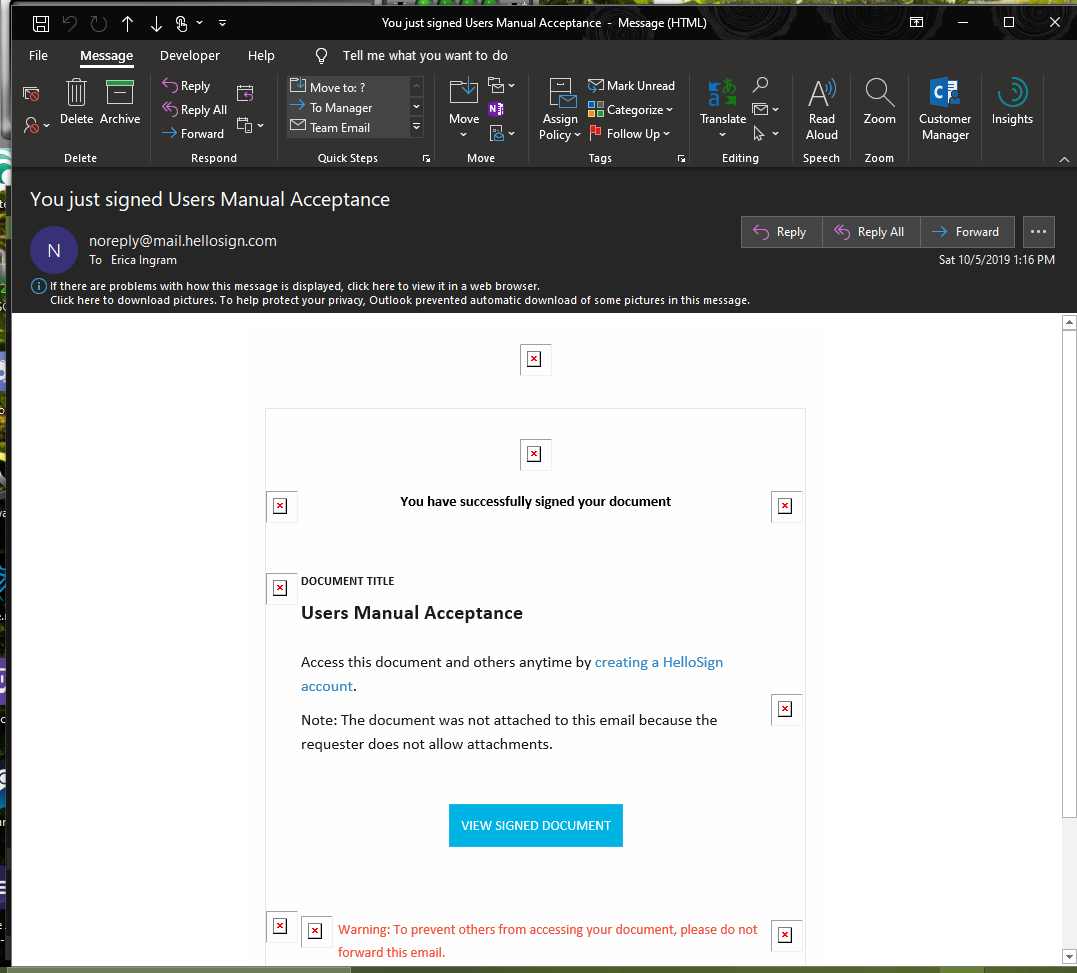 You just signed Users Manual Acceptance - Message (HTML)
File Message Developer Help Tell me what you want to do
Delete Archive
Delete
Reply
Reply All
Forward
Respond
Move to: ?
To Manager
Team Email
Quick Steps
Move
Move
Assign
Policy
Mark Unread
Categorize
Follow Up
Tags
Translate
Editing
Read
Aloud
Speech
Zoom
Zoom
Customer
Manager
Insights
You just signed Users Manual Acceptance
N
noreply@mail.hellosign.com
To Erica Ingram
Reply Reply All Forward
Sat 10/5/2019 1:16 PM
If there are problems with how this message is displayed, click here to view it in a web browser.
Click here to download pictures. To help protect your privacy, Outlook prevented automatic download of some pictures in this message.
You have successfully signed your document
DOCUMENT TITLE
Users Manual Acceptance
Access this document and others anytime by creating a HelloSign
account.
Note: The document was not attached to this email because the
requester does not allow attachments.
VIEW SIGNED DOCUMENT
Warning: To prevent others from accessing your document, please do not
forward this email.